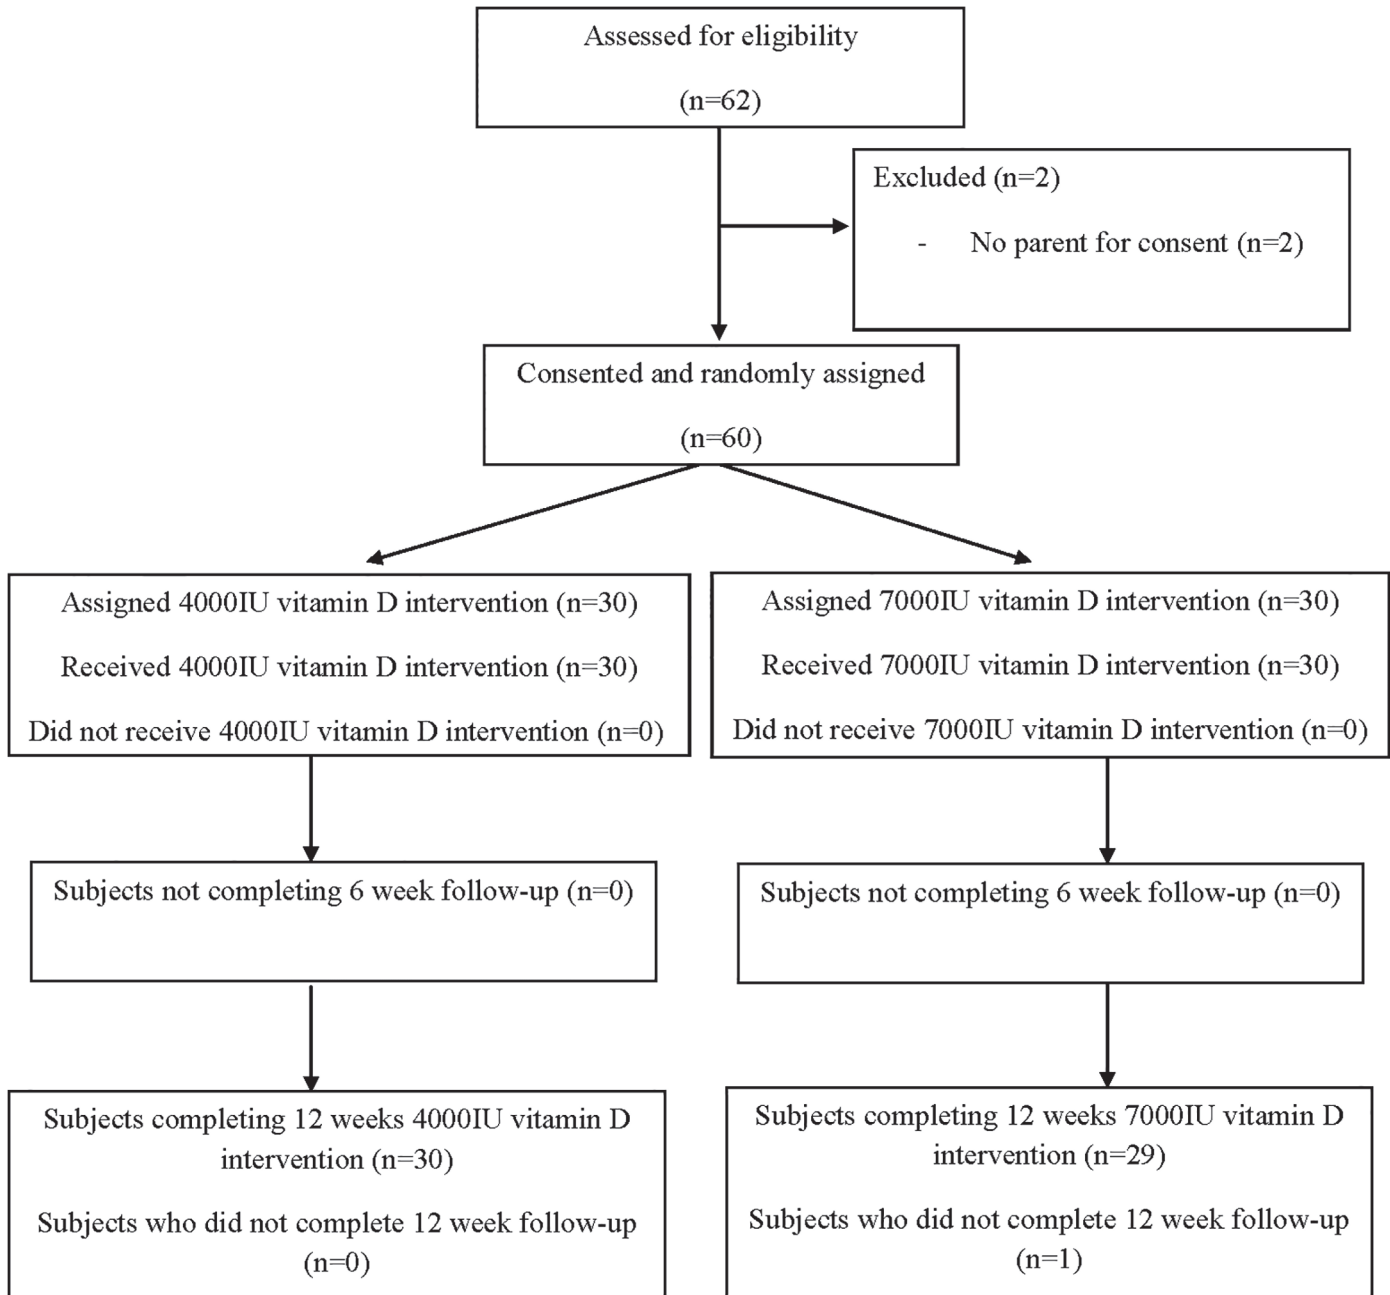 Assessed for eligibility
(n=62)
Excluded (n=2)
- No parent for consent (n=2)
Consented and randomly assigned
(n=60)
Assigned 4000IU vitamin D intervention (n=30)
Received 4000IU vitamin D intervention (n=30)
Did not receive 4000IU vitamin D intervention (n=0)
Assigned 7000IU vitamin D intervention (n=30)
Received 7000IU vitamin D intervention (n=30)
Did not receive 7000IU vitamin D intervention (n=0)
Subjects not completing 6 week follow-up (n=0)
Subjects not completing 6 week follow-up (n=0)
Subjects completing 12 weeks 4000IU vitamin D
intervention (n=30)
Subjects who did not complete 12 week follow-up
(n=0)
Subjects completing 12 weeks 7000IU vitamin D
intervention (n=29)
Subjects who did not complete 12 week follow-up
(n=1)